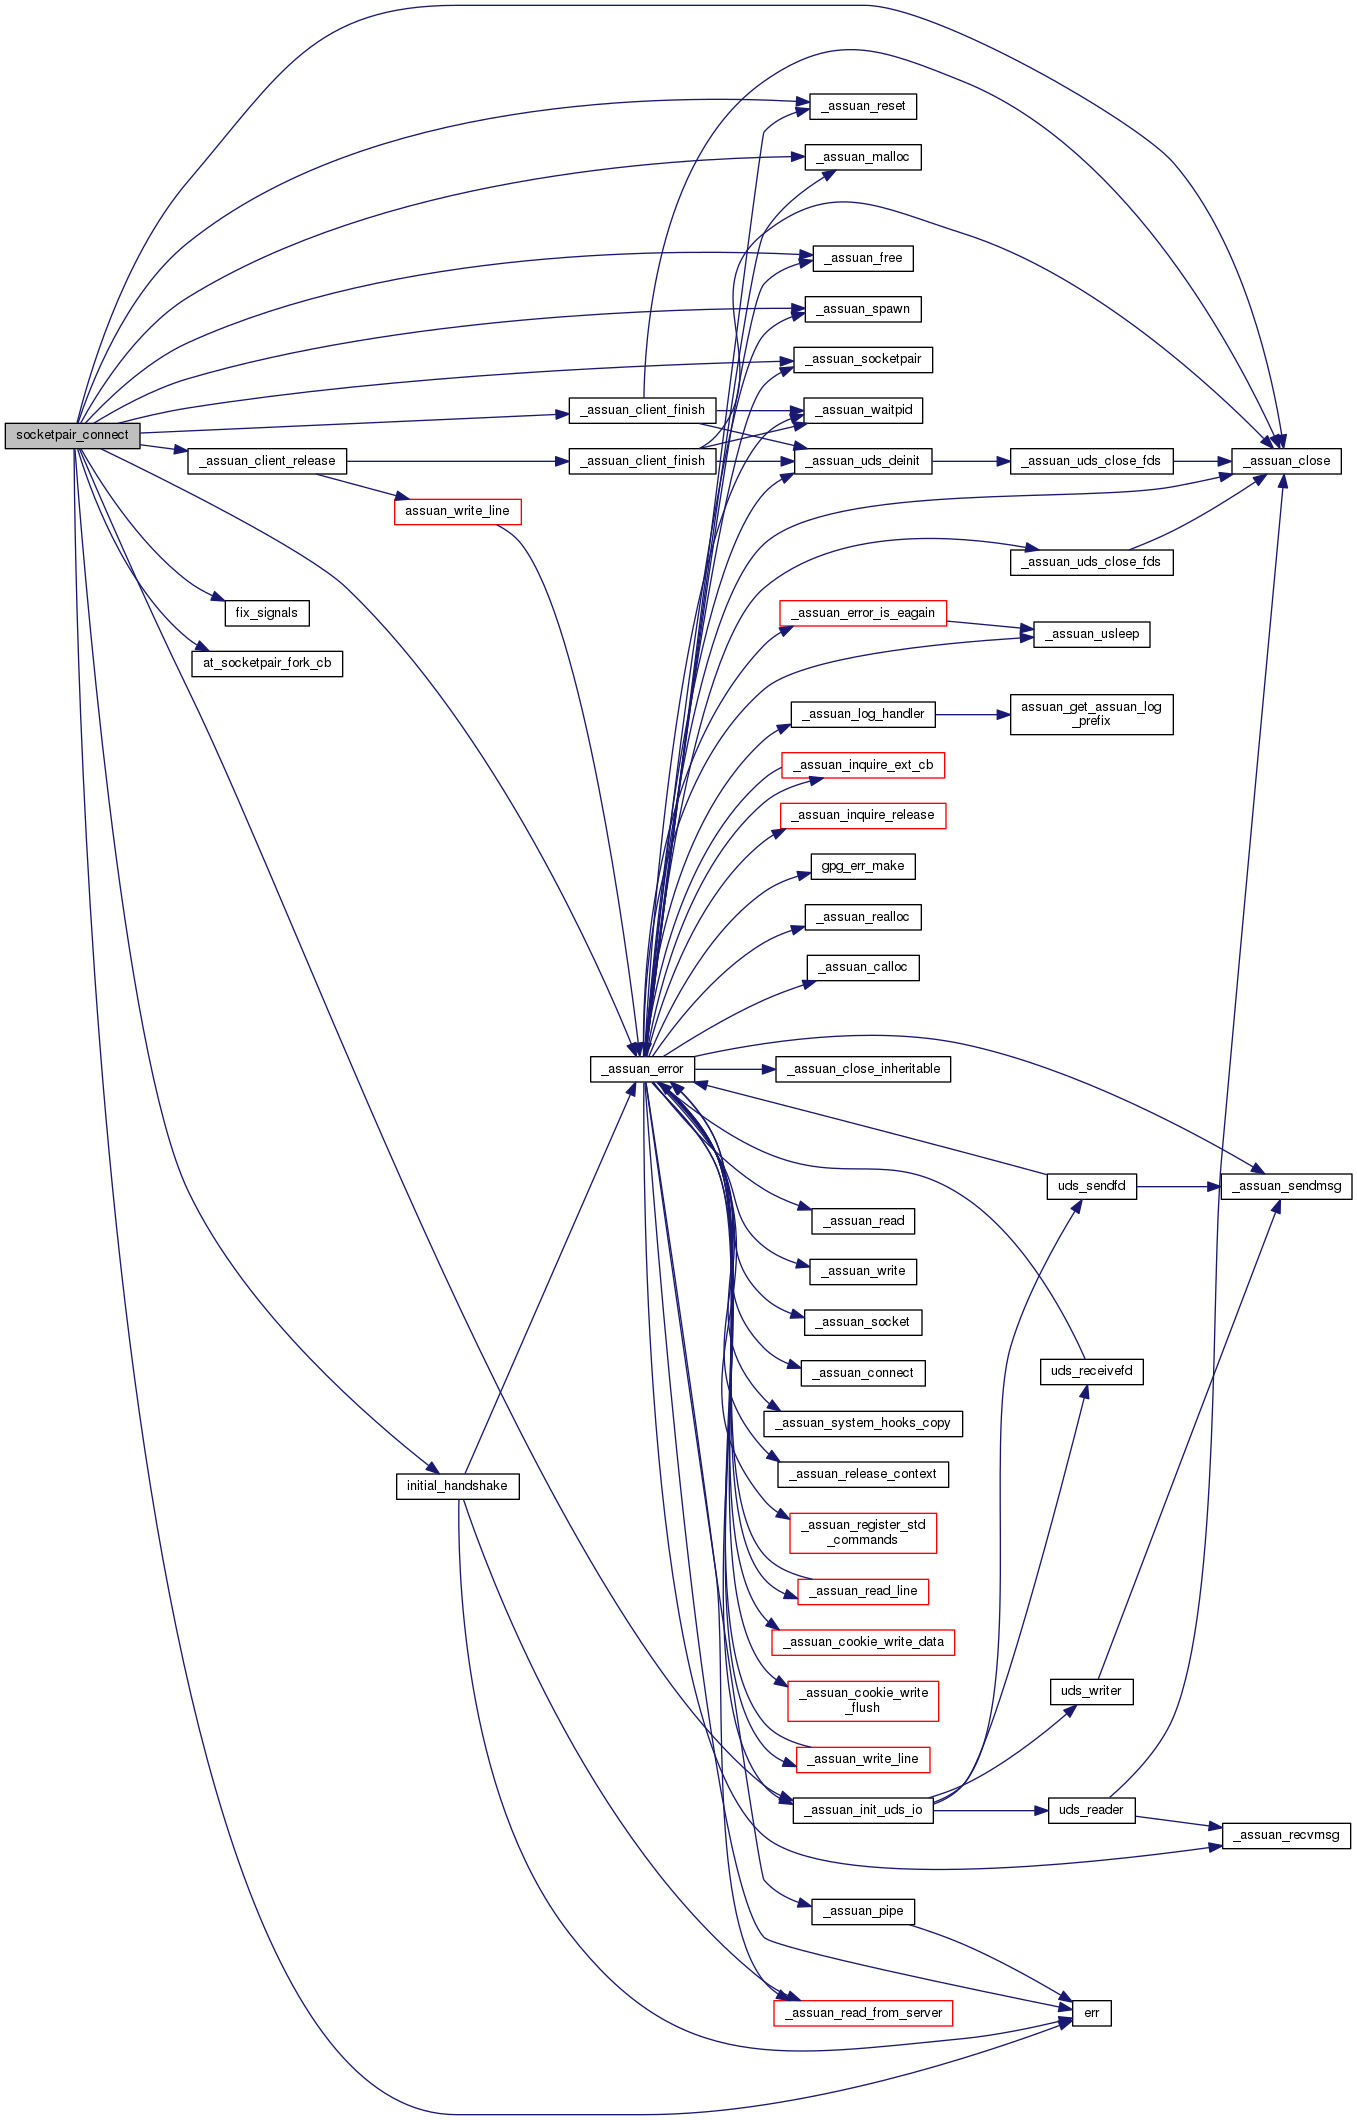 _assuan_reset
_assuan_malloc
_assuan_free
_assuan_spawn
_assuan_socketpair
_assuan_client_finish
_assuan_waitpid
socketpair_connect
_assuan_client_release
_assuan_client_finish
_assuan_uds_deinit
_assuan_uds_close_fds
_assuan_close
assuan_write_line
_assuan_uds_close_fds
fix_signals
_assuan_error_is_eagain
_assuan_usleep
at_socketpair_fork_cb
_assuan_log_handler
assuan_get_assuan_log
_prefix
_assuan_inquire_ext_cb
_assuan_inquire_release
gpg_err_make
_assuan_realloc
_assuan_calloc
_assuan_error
_assuan_close_inheritable
uds_sendfd
_assuan_sendmsg
_assuan_read
_assuan_write
_assuan_socket
_assuan_connect
uds_receivefd
_assuan_system_hooks_copy
_assuan_release_context
initial_handshake
_assuan_register_std
_commands
_assuan_read_line
_assuan_cookie_write_data
_assuan_cookie_write
_flush
uds_writer
_assuan_write_line
_assuan_init_uds_io
uds_reader
_assuan_recvmsg
_assuan_pipe
_assuan_read_from_server
err